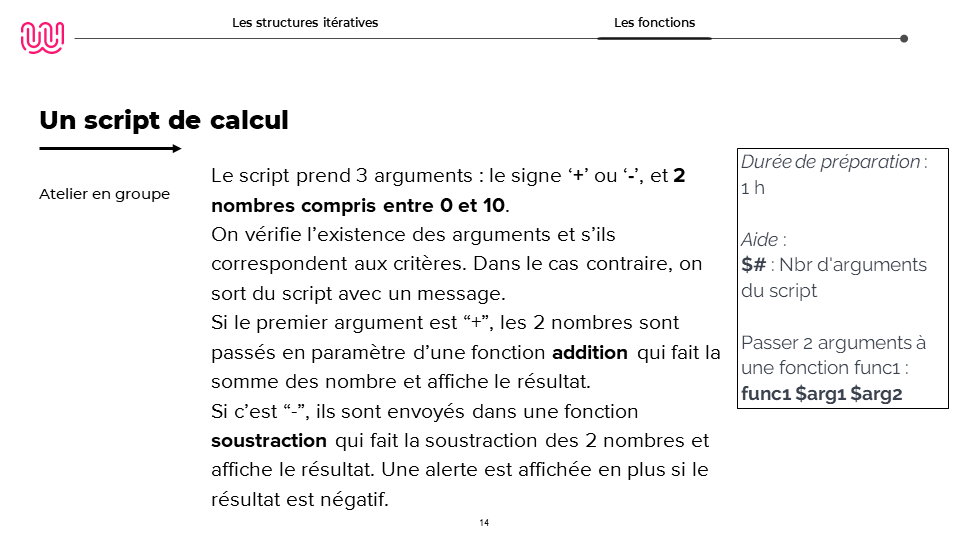 Les structures itératives
Les fonctions
Un script de calcul
Atelier en groupe
Le script prend 3 arguments : le signe ‘+’ ou ‘-’, et 2
nombres compris entre 0 et 10.
On vérifie l’existence des arguments et s’ils
correspondent aux critères. Dans le cas contraire, on
sort du script avec un message.
Si le premier argument est “+”, les 2 nombres sont
passés en paramètre d’une fonction addition qui fait la
somme des nombre et affiche le résultat.
Si c’est “-”, ils sont envoyés dans une fonction
soustraction qui fait la soustraction des 2 nombres et
affiche le résultat. Une alerte est affichée en plus si le
résultat est négatif.
Durée de préparation :
1 h
Aide :
$# : Nbr d'arguments
du script
Passer 2 arguments à
une fonction func1 :
func1 $arg1 $arg2
14